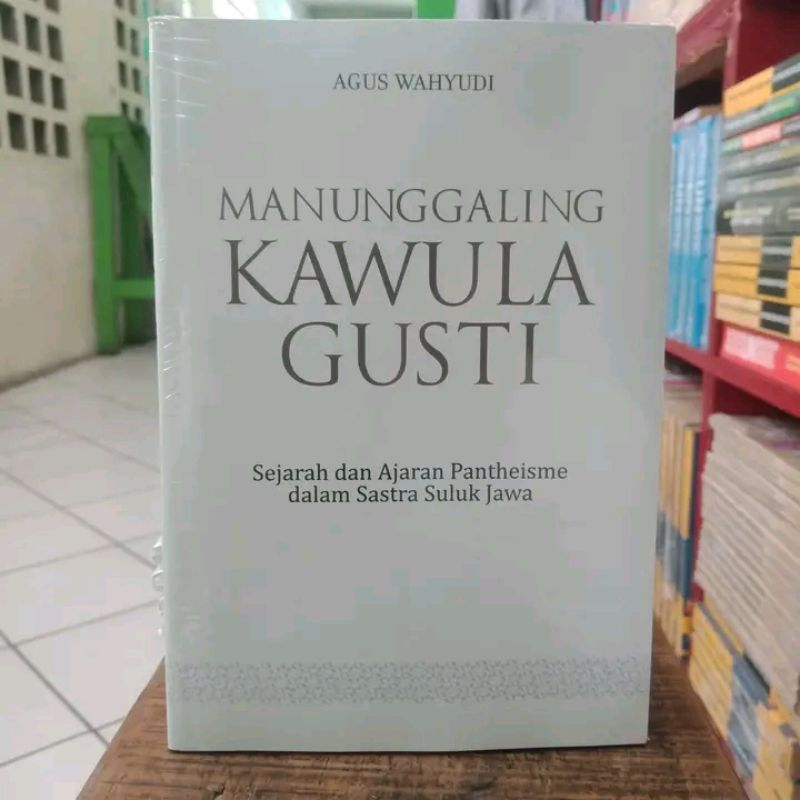 AGUS WAHYUDI
MANUNGGALING
KAWULA
GUSTI
Sejarah dan Ajaran Pantheisme
dalam Sastra Suluk Jawa